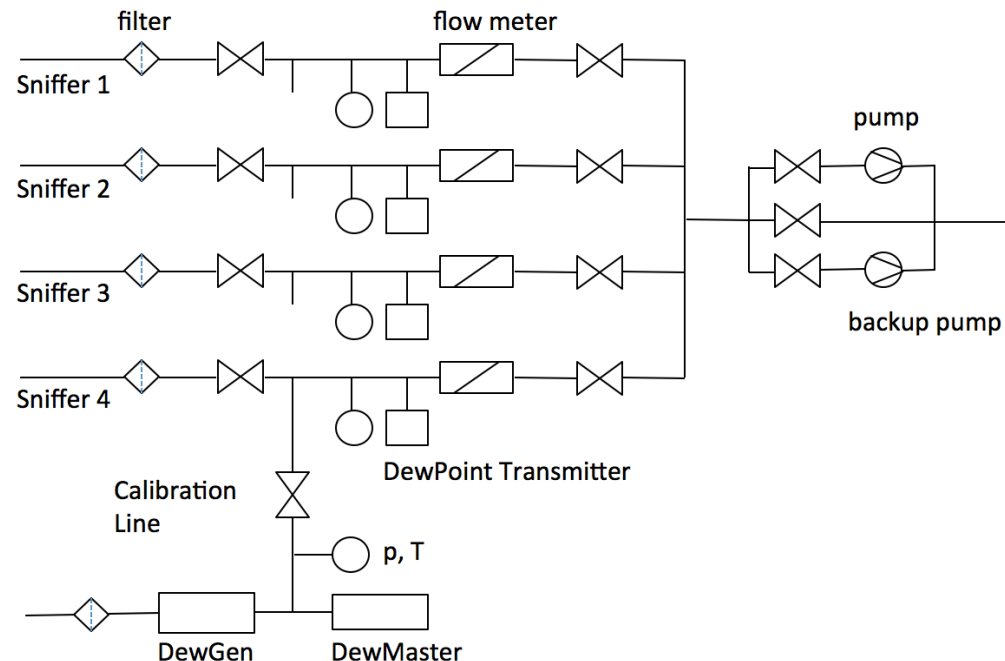 filter
flow meter
Sniffer 1
pump
Sniffer 2
Sniffer 3
backup pump
Sniffer 4
DewPoint Transmitter
Calibration
Line
p, T
DewGen
DewMaster